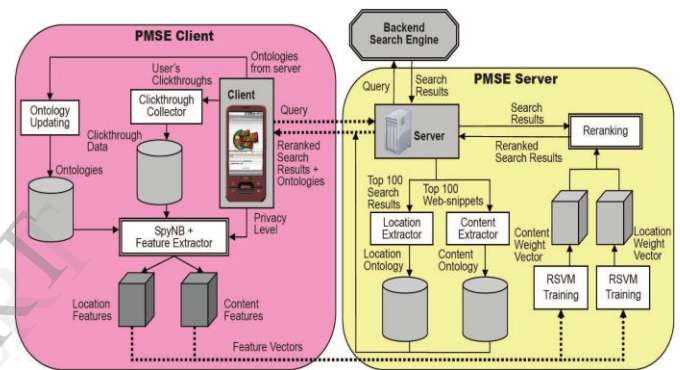 Backend
Search Engine
PMSE Client
Ontologies
from server
User's
Clickthroughs
Client
Ontology
Updating
Clickthrough
Collector
Clickthrough
Data
Ontologies
Query
Reranked
Search
Results +
Ontologies
Privacy
Level
SpyNB +
Feature Extractor
Location
Features
Content
Features
Feature Vectors
PMSE Server
Query
Search
Results
Server
Search
Results
Reranked
Search Results
Reranking
Top 100
Search
Results
Top 100
Web-snippets
Location
Extractor
Content
Extractor
Location
Ontology
Content
Ontology
Content
Weight
Vector
Location
Weight
Vector
RSVM
Training
RSVM
Training